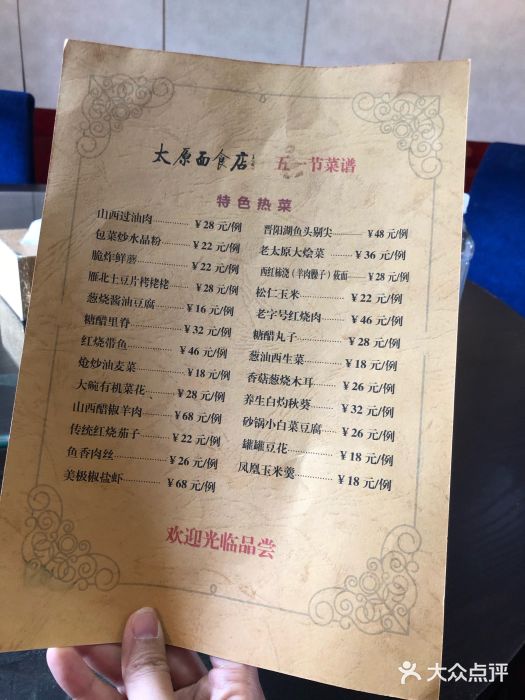 太原面食店 五一节菜谱
特色热菜
山西过油肉 ¥28元/例
包菜炒水晶粉 ¥22元/例
脆炸鲜蘑 ¥22元/例
雁北土豆片栲栳栳 ¥28元/例
葱烧酱油豆腐 ¥16元/例
糖醋里脊 ¥32元/例
红烧带鱼 ¥46元/例
炝炒油麦菜 ¥18元/例
大碗有机菜花 ¥28元/例
山西醋椒羊肉 ¥68元/例
传统红烧茄子 ¥22元/例
鱼香肉丝 ¥26元/例
美极椒盐虾 ¥68元/例
晋阳湖鱼头剔尖 ¥48元/例
老太原大烩菜 ¥36元/例
西红柿浇（羊肉臊子）莜面 ¥28元/例
松仁玉米 ¥22元/例
老字号红烧肉 ¥46元/例
糖醋丸子 ¥28元/例
葱油西生菜 ¥18元/例
香菇葱烧木耳 ¥26元/例
养生白灼秋葵 ¥32元/例
砂锅小白菜豆腐 ¥26元/例
罐罐豆花 ¥18元/例
凤凰玉米羹 ¥18元/例
欢迎光临品尝
大众点评